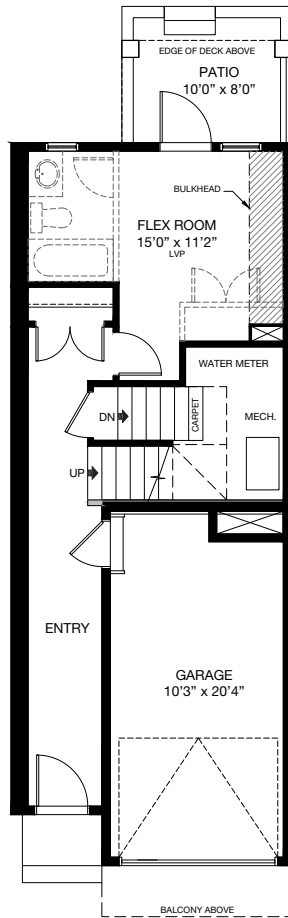 EDGE OF DECK ABOVE
PATIO
10'0" x 8'0"
BULKHEAD
FLEX ROOM
15'0" x 11'2"
LVP
WATER METER
DN
CARPET
MECH.
UP
ENTRY
GARAGE
10'3" x 20'4"
BALCONY ABOVE